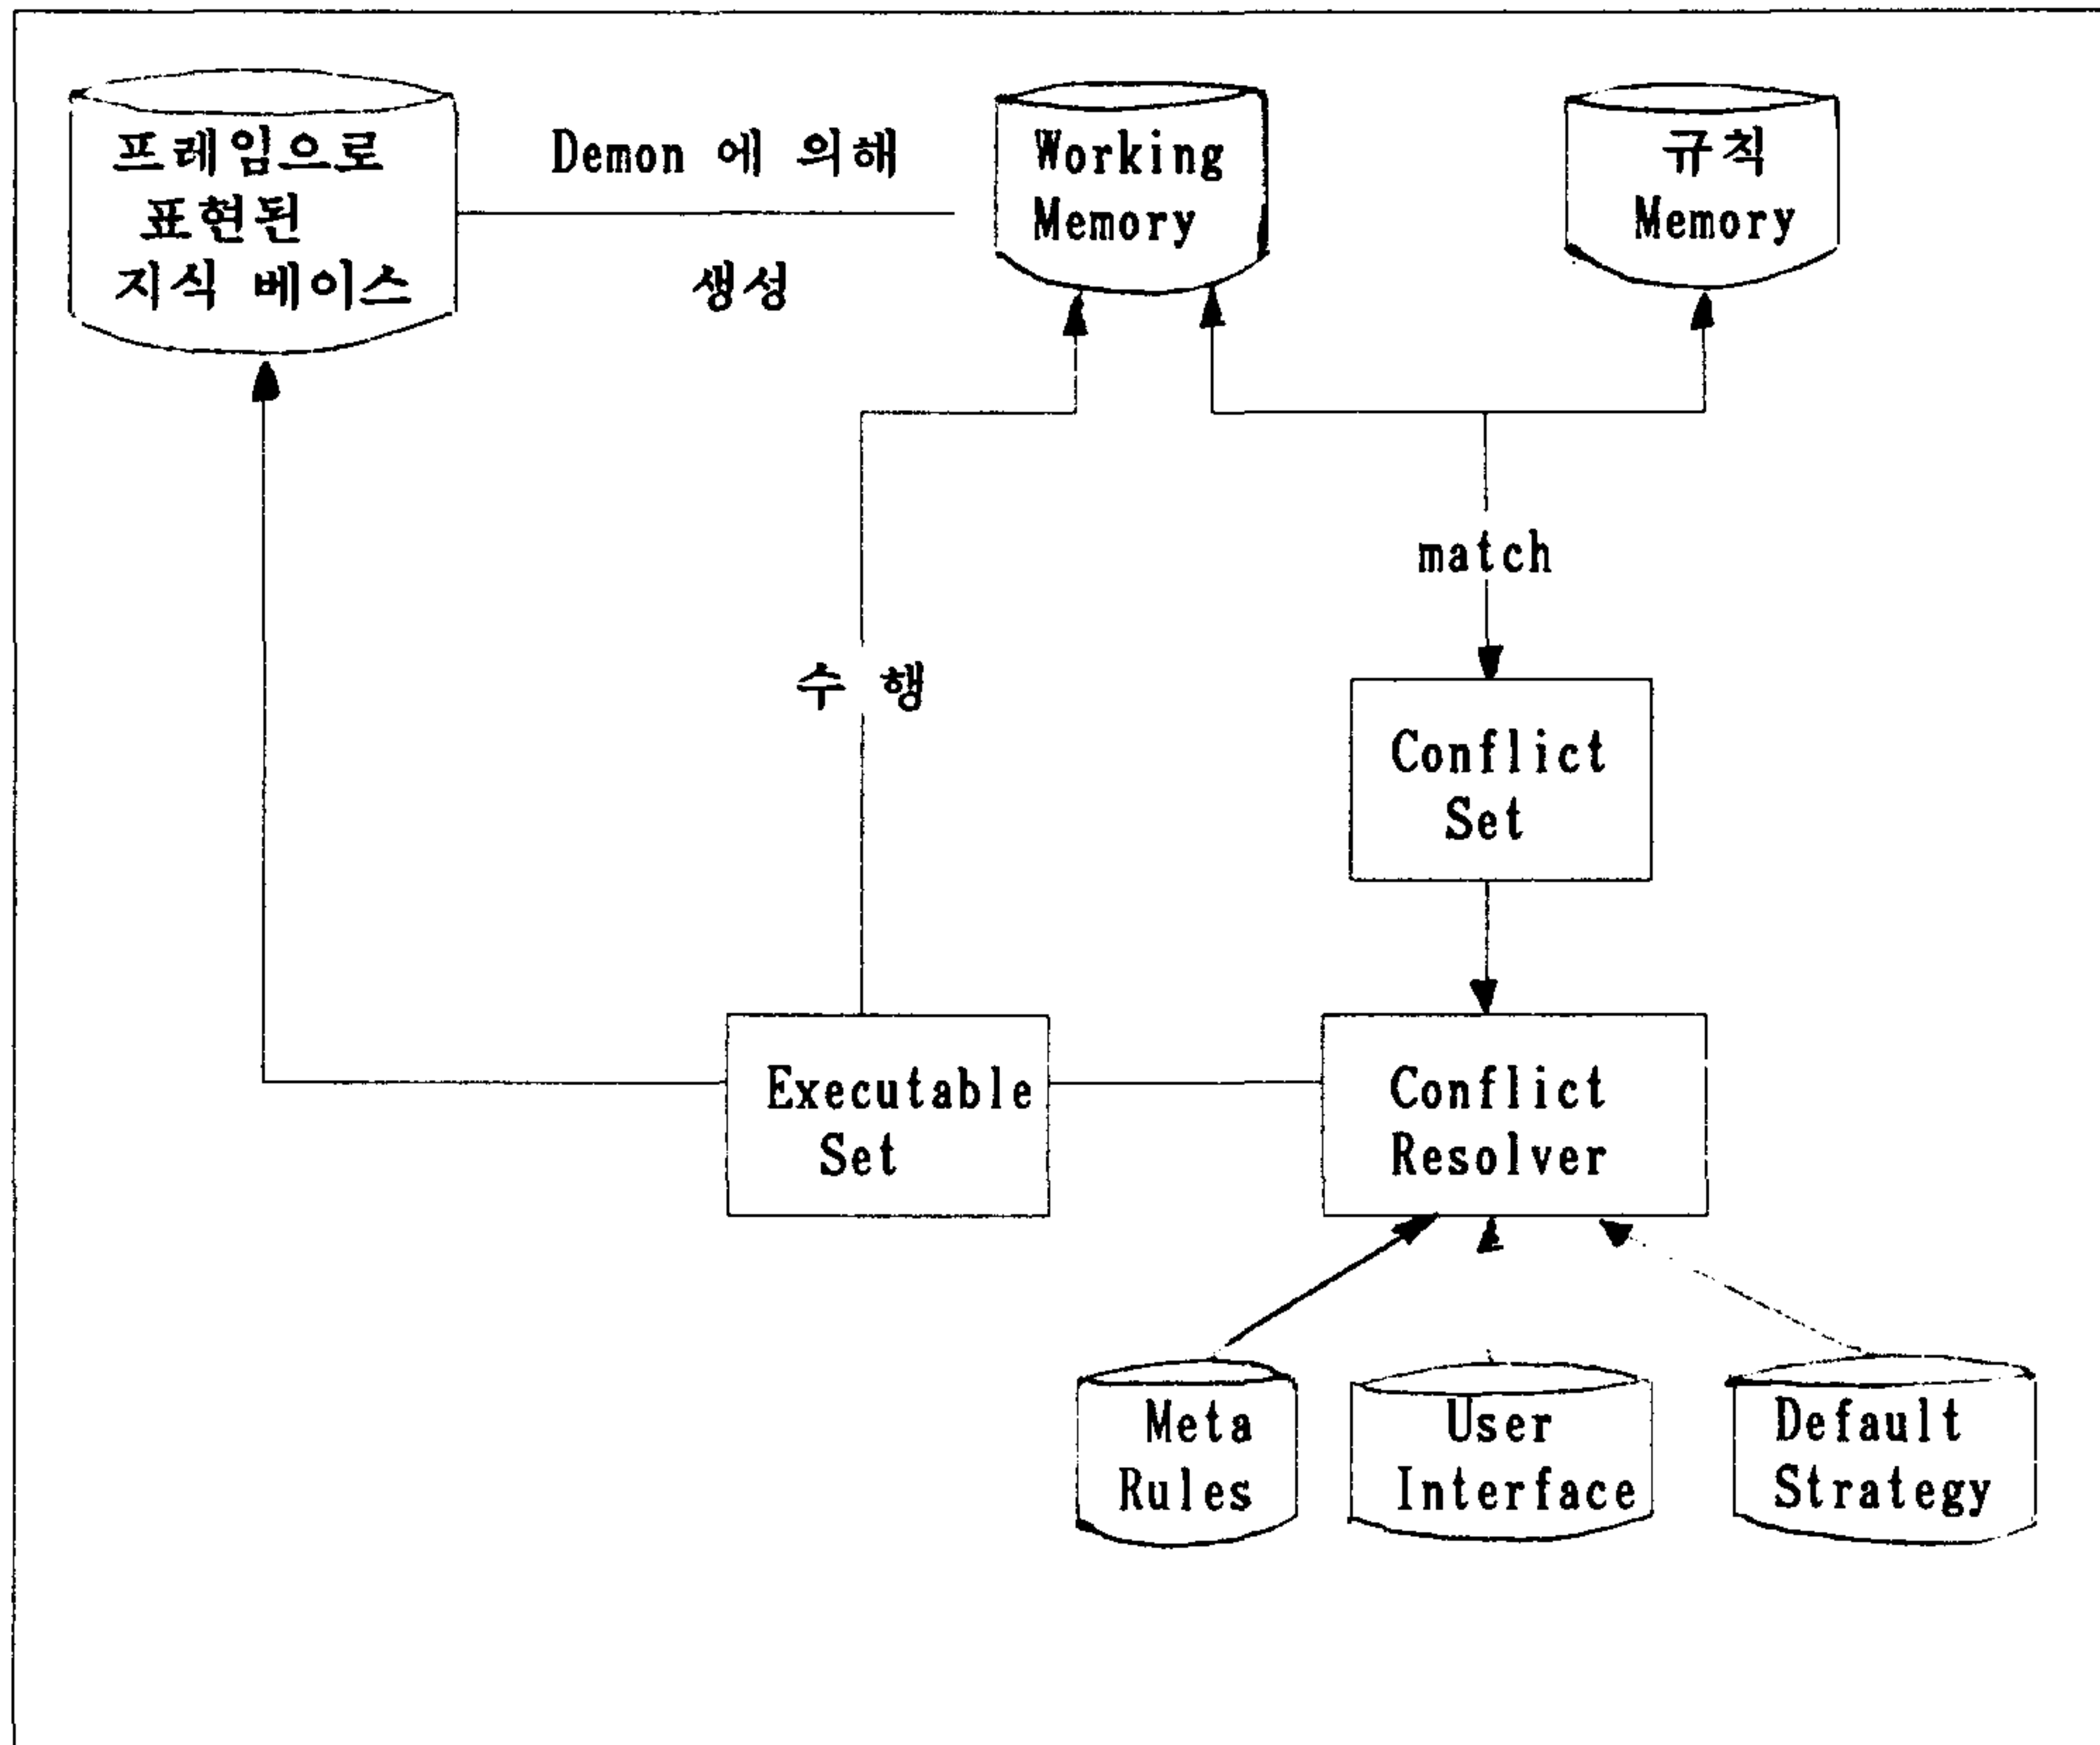 프레임으로
표현된
지식 베이스
Demon 에 의해
생성
Working
Memory
규칙
Memory
match
수 행
Conflict
Set
Executable
Set
Conflict
Resolver
Meta
Rules
User
Interface
Default
Strategy